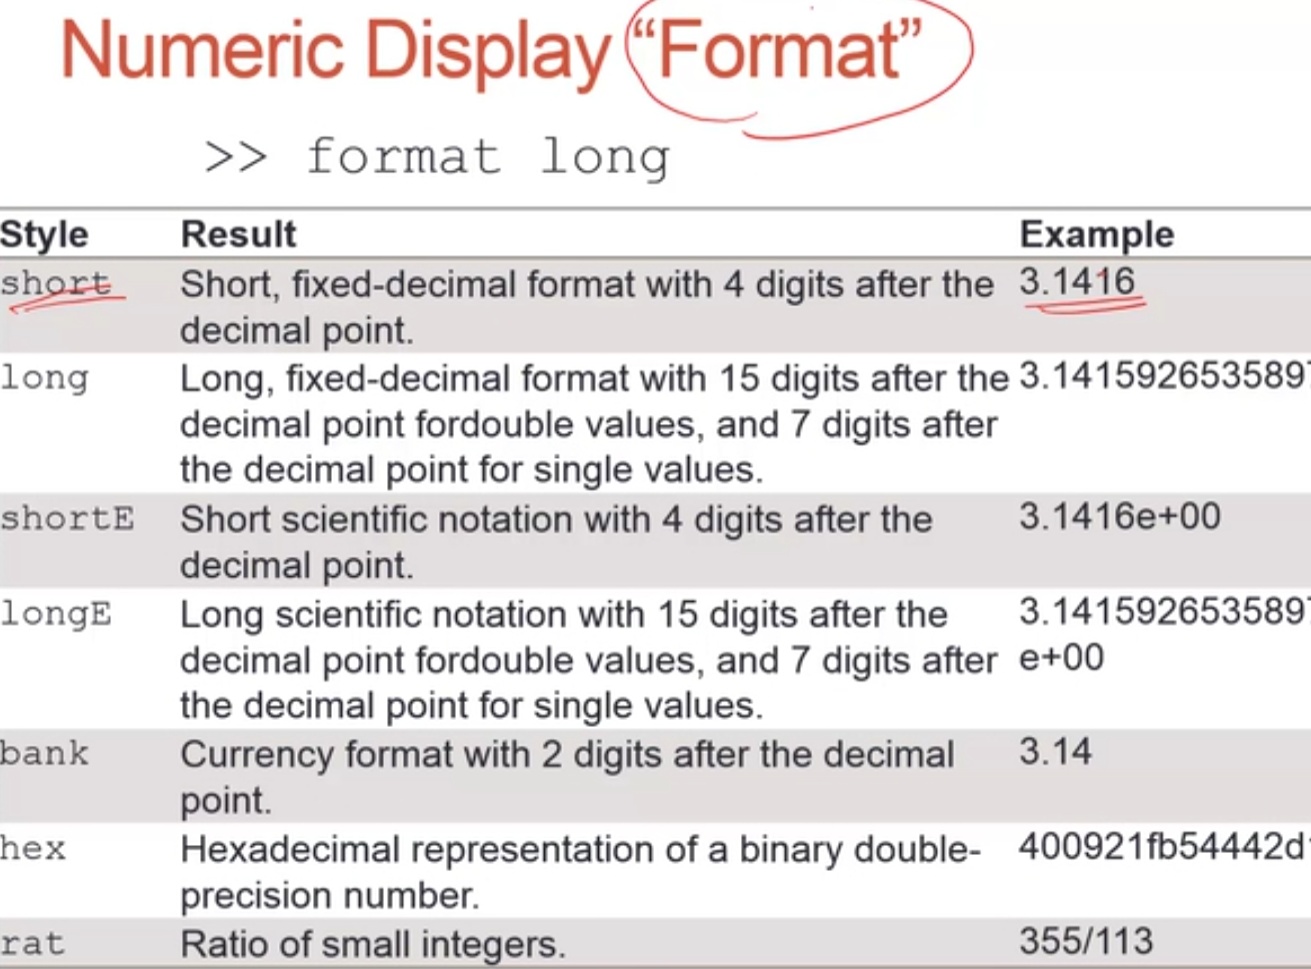 Numeric Display “Format”
>> format long
Style Result Example
short Short, fixed-decimal format with 4 digits after the 3.1416
decimal point.
long Long, fixed-decimal format with 15 digits after the 3.141592653589
decimal point fordouble values, and 7 digits after
the decimal point for single values.
shortE Short scientific notation with 4 digits after the 3.1416e+00
decimal point.
longE Long scientific notation with 15 digits after the 3.141592653589
decimal point fordouble values, and 7 digits after e+00
the decimal point for single values.
bank Currency format with 2 digits after the decimal 3.14
point.
hex Hexadecimal representation of a binary double- 400921fb54442d
precision number.
rat Ratio of small integers. 355/113